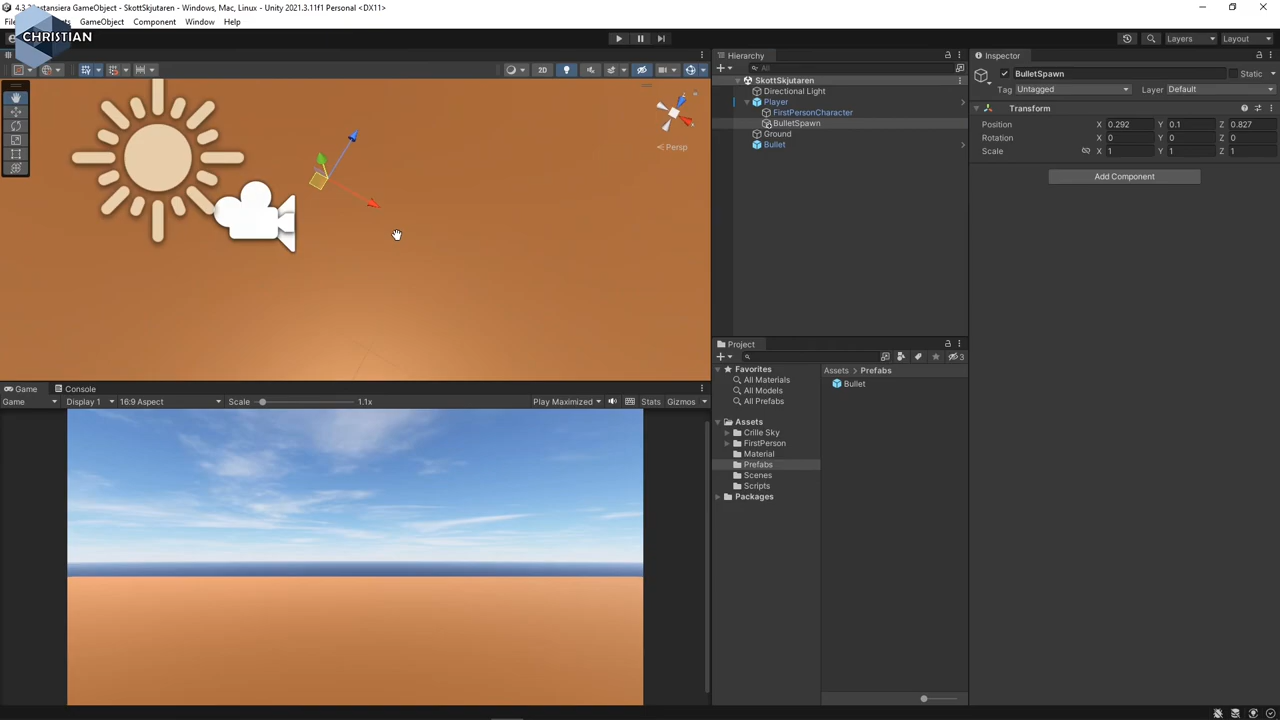 4.3.2 Instansiera GameObject - SkottSkjutaren - Windows, Mac, Linux - Unity 2021.3.11f1 Personal <DX11>
GameObject Component Window Help
CHRISTIAN
Layers Layout
2D
Persp
Game Console
Game Display 1 16:9 Aspect Scale 1.1x Play Maximized Stats Gizmos
Hierarchy
All
SkottSkjutaren
Directional Light
Player
FirstPersonCharacter
BulletSpawn
Ground
Bullet
Project
Favorites
All Materials
All Models
All Prefabs
Assets
Crille Sky
FirstPerson
Material
Prefabs
Scenes
Scripts
Packages
Assets > Prefabs
Bullet
3
Inspector
BulletSpawn Static
Tag Untagged Layer Default
Transform
Position X 0.292 Y 0.1 Z 0.827
Rotation X 0 Y 0 Z 0
Scale X 1 Y 1 Z 1
Add Component